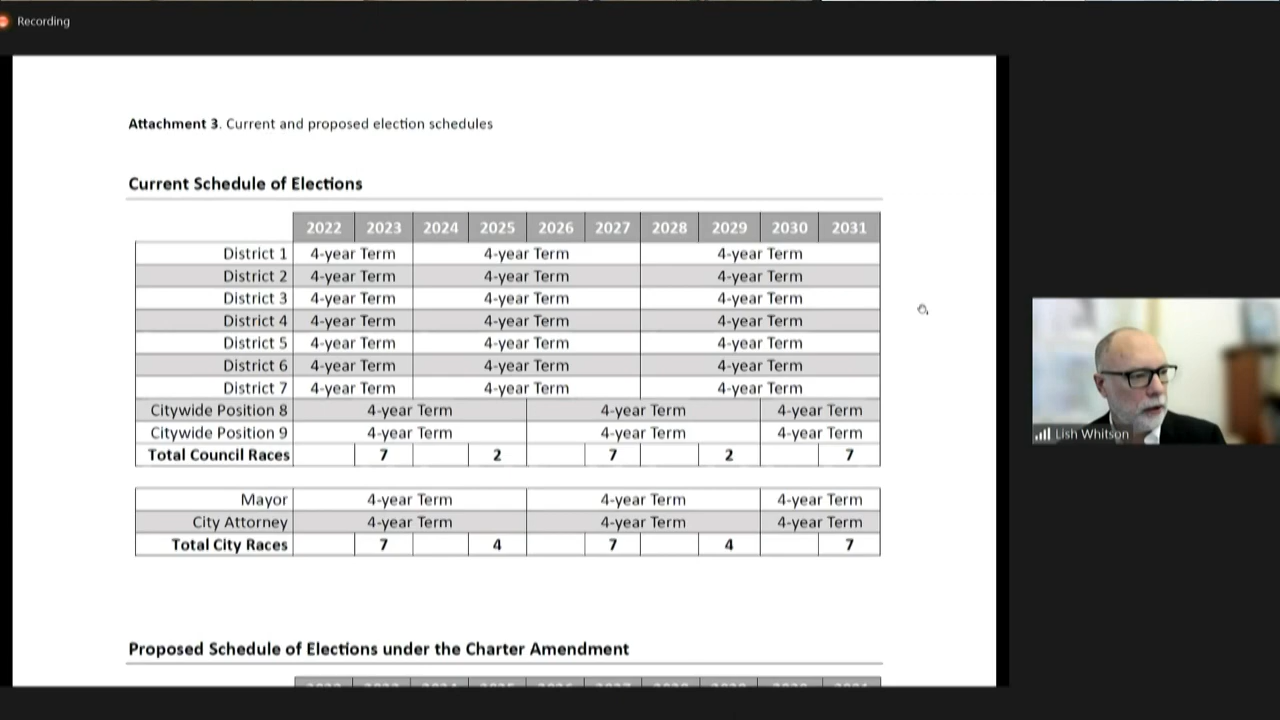 Recording
Attachment 3. Current and proposed election schedules
Current Schedule of Elections
2022 2023 2024 2025 2026 2027 2028 2029 2030 2031
District 1 4-year Term 4-year Term 4-year Term
District 2 4-year Term 4-year Term 4-year Term
District 3 4-year Term 4-year Term 4-year Term
District 4 4-year Term 4-year Term 4-year Term
District 5 4-year Term 4-year Term 4-year Term
District 6 4-year Term 4-year Term 4-year Term
District 7 4-year Term 4-year Term 4-year Term
Citywide Position 8 4-year Term 4-year Term 4-year Term
Citywide Position 9 4-year Term 4-year Term 4-year Term
Total Council Races 7 2 7 2 7
Mayor 4-year Term 4-year Term 4-year Term
City Attorney 4-year Term 4-year Term 4-year Term
Total City Races 7 4 7 4 7
Proposed Schedule of Elections under the Charter Amendment
Lish Whitson